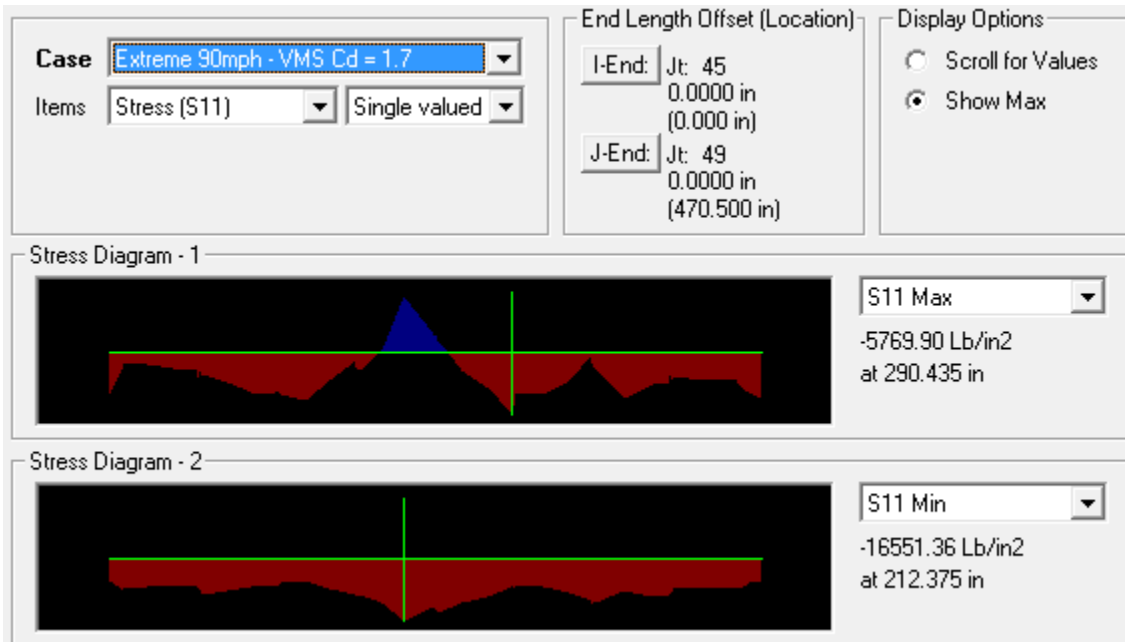 Case Extreme 90mph - VMS Cd = 1.7
Items Stress (S11) Single valued
End Length Offset (Location)
I-End: Jt: 45
0.0000 in
(0.000 in)
J-End: Jt: 49
0.0000 in
(470.500 in)
Display Options
Scroll for Values
Show Max
Stress Diagram - 1
S11 Max
-5769.90 Lb/in2
at 290.435 in
Stress Diagram - 2
S11 Min
-16551.36 Lb/in2
at 212.375 in